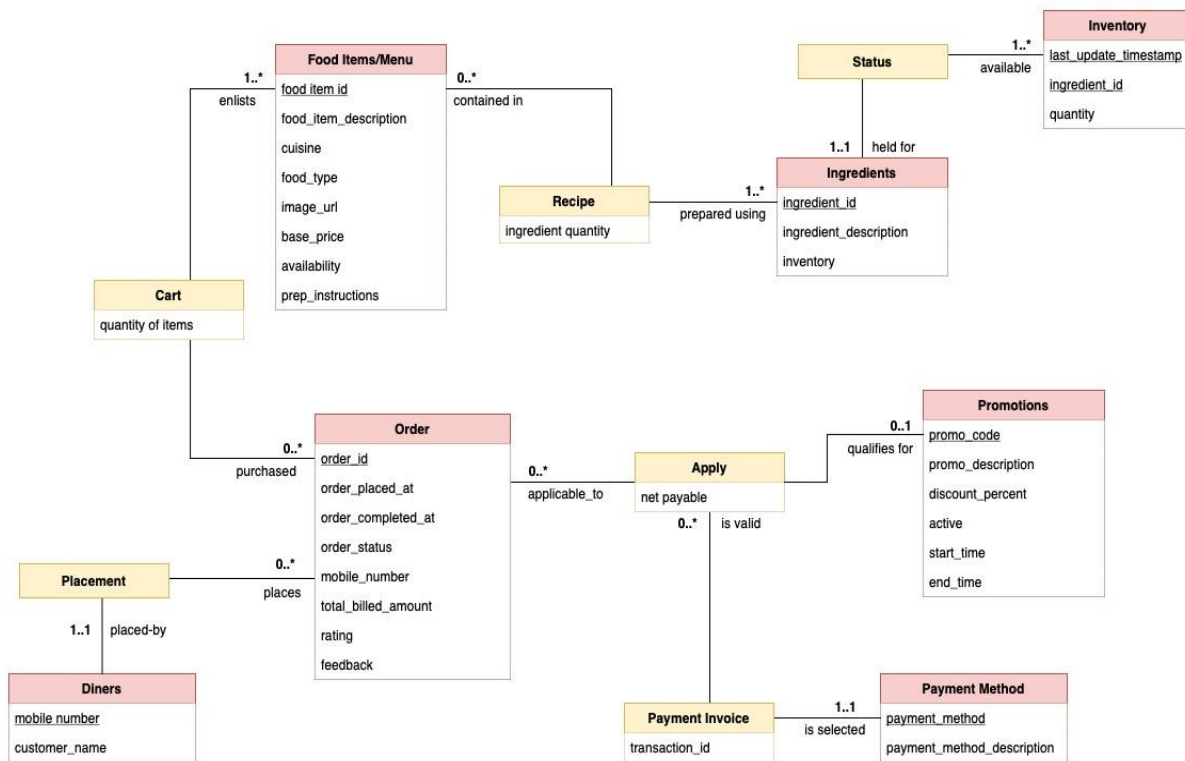 Inventory
last_update_timestamp
ingredient_id
quantity
1..*
available
Status
1..1
held for
Food Items/Menu
food item id
food_item_description
cuisine
food_type
image_url
base_price
availability
prep_instructions
1..*
enlists
0..*
contained in
Recipe
ingredient quantity
1..*
prepared using
Ingredients
ingredient_id
ingredient_description
inventory
Cart
quantity of items
0..*
purchased
Order
order_id
order_placed_at
order_completed_at
order_status
mobile_number
total_billed_amount
rating
feedback
0..*
applicable_to
Apply
net payable
0..*
is valid
0..1
qualifies for
Promotions
promo_code
promo_description
discount_percent
active
start_time
end_time
Placement
0..*
places
1..1
placed-by
Diners
mobile number
customer_name
Payment Invoice
transaction_id
1..1
is selected
Payment Method
payment_method
payment_method_description